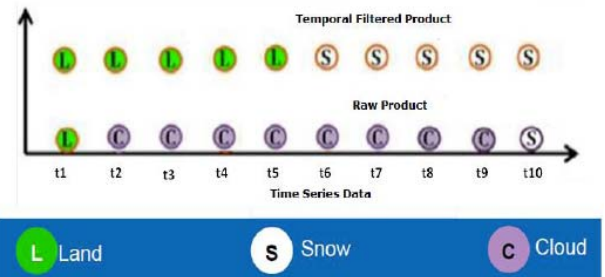 Temporal Filtered Product
L L L L L S S S S S
Raw Product
L C C C C C C C C S
t1 t2 t3 t4 t5 t6 t7 t8 t9 t10
Time Series Data
L Land S Snow C Cloud